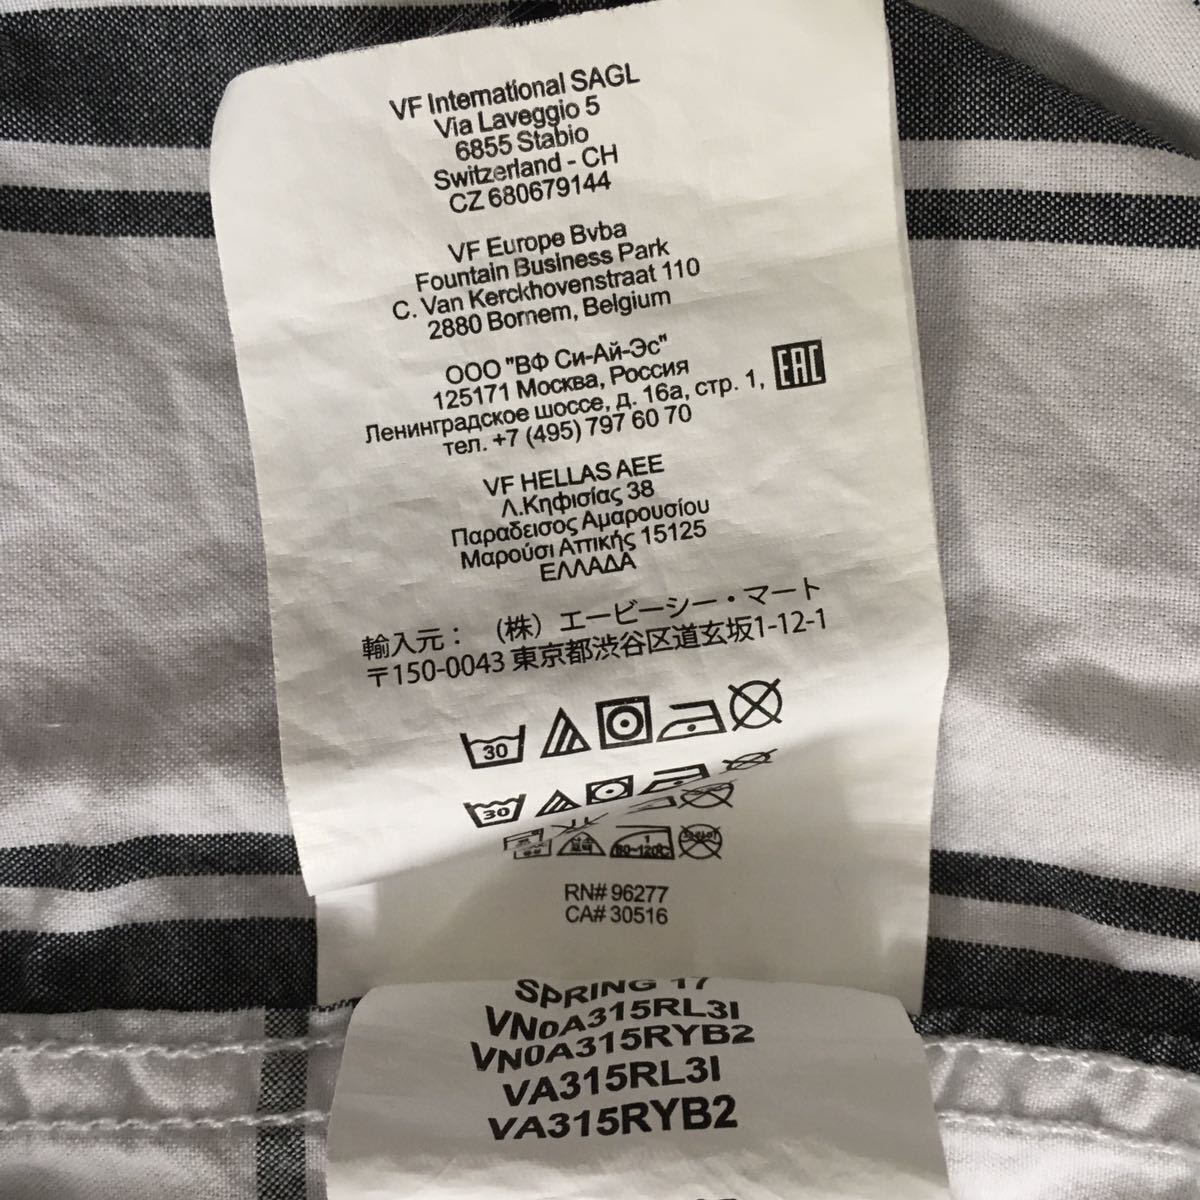 VF International SAGL
Via Laveggio 5
6855 Stabio
Switzerland - CH
CZ 680679144
VF Europe Bvba
Fountain Business Park
C. Van Kerckhovenstraat 110
2880 Bornem, Belgium
ООО "ВФ Си-Ай-Эс"
125171 Москва, Россия
Ленинградское шоссе, д. 16а, стр. 1, EAC
тел. +7 (495) 797 60 70
VF HELLAS AEE
Λ.Κηφισίας 38
Παραδεισος Αμαρουσίου
Μαρούσι Αττικής 15125
ΕΛΛΑΔΑ
輸入元： （株）エービーシー・マート
〒150-0043 東京都渋谷区道玄坂1-12-1
30
30
1
80~120℃
RN# 96277
CA# 30516
SPRING 17
VN0A315RL3I
VN0A315RYB2
VA315RL3I
VA315RYB2